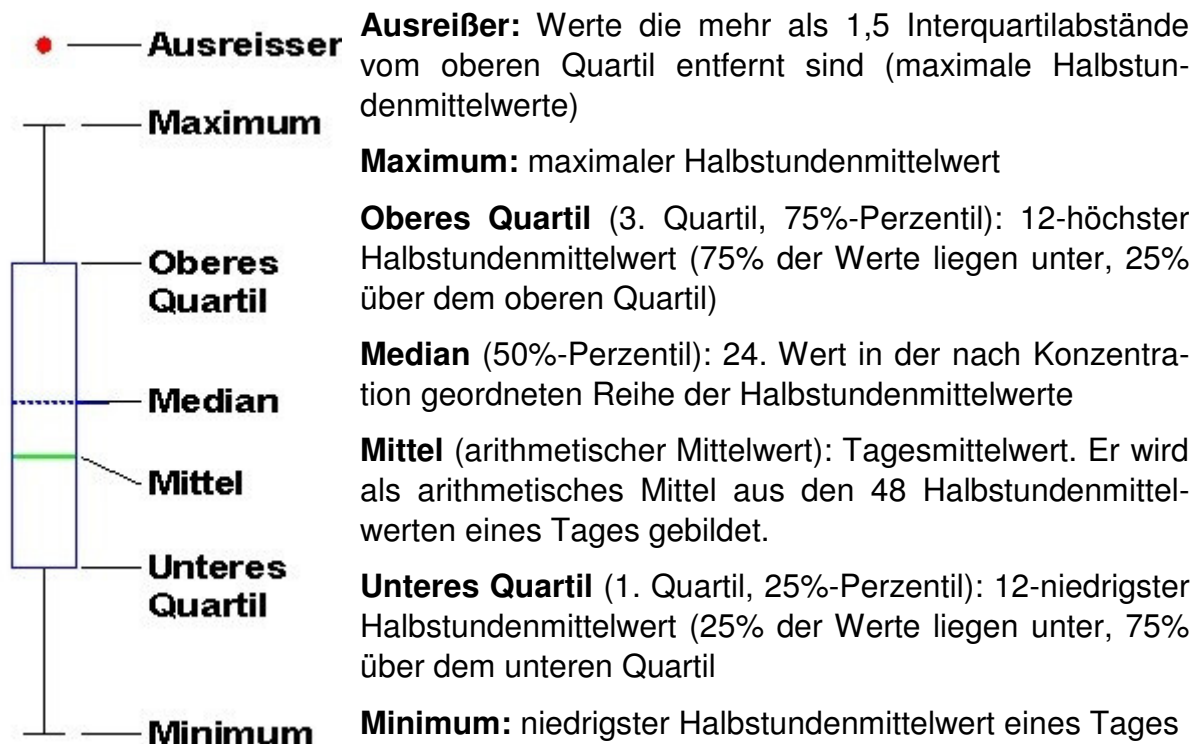 Ausreisser
Maximum
Oberes
Quartil
Median
Mittel
Unteres
Quartil
Minimum
Ausreißer: Werte die mehr als 1,5 Interquartilabstände
vom oberen Quartil entfernt sind (maximale Halbstun-
denmittelwerte)
Maximum: maximaler Halbstundenmittelwert
Oberes Quartil (3. Quartil, 75%-Perzentil): 12-höchster
Halbstundenmittelwert (75% der Werte liegen unter, 25%
über dem oberen Quartil)
Median (50%-Perzentil): 24. Wert in der nach Konzentra-
tion geordneten Reihe der Halbstundenmittelwerte
Mittel (arithmetischer Mittelwert): Tagesmittelwert. Er wird
als arithmetisches Mittel aus den 48 Halbstundenmittel-
werten eines Tages gebildet.
Unteres Quartil (1. Quartil, 25%-Perzentil): 12-niedrigster
Halbstundenmittelwert (25% der Werte liegen unter, 75%
über dem unteren Quartil
Minimum: niedrigster Halbstundenmittelwert eines Tages